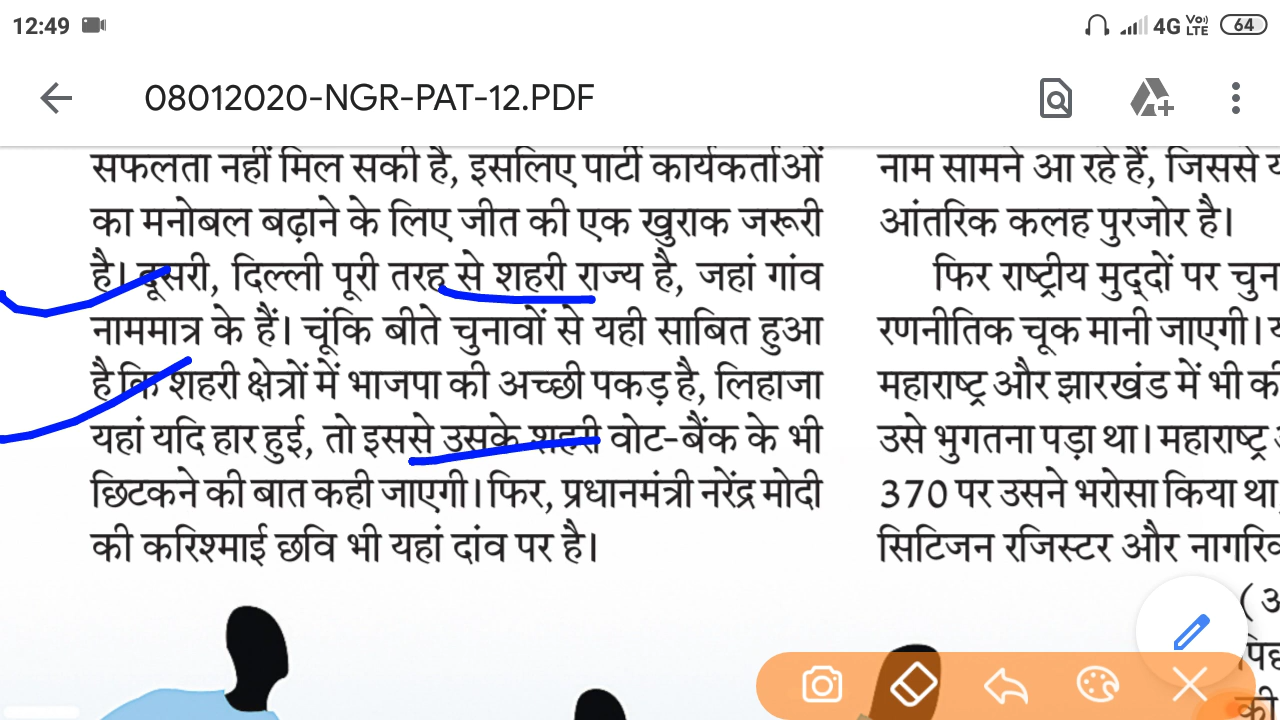 12:49
4G Vo) LTE 64
08012020-NGR-PAT-12.PDF
सफलता नहीं मिल सकी है, इसलिए पार्टी कार्यकर्ताओं
का मनोबल बढ़ाने के लिए जीत की एक खुराक जरूरी
है। दूसरी, दिल्ली पूरी तरह से शहरी राज्य है, जहां गांव
नाममात्र के हैं। चूंकि बीते चुनावों से यही साबित हुआ
है कि शहरी क्षेत्रों में भाजपा की अच्छी पकड़ है, लिहाजा
यहां यदि हार हुई, तो इससे उसके शहरी वोट-बैंक के भी
छिटकने की बात कही जाएगी। फिर, प्रधानमंत्री नरेंद्र मोदी
की करिश्माई छवि भी यहां दांव पर है।
नाम सामने आ रहे हैं, जिससे
आंतरिक कलह पुरजोर है।
फिर राष्ट्रीय मुद्दों पर
रणनीतिक चूक मानी जाएगी।
महाराष्ट्र और झारखंड में भी
उसे भुगतना पड़ा था। महाराष्ट्र
370 पर उसने भरोसा किया था,
सिटिजन रजिस्टर और
की